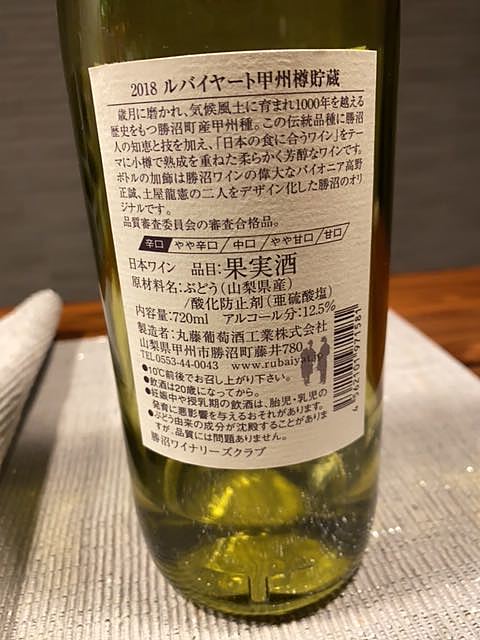 2018 ルバイヤート甲州樽貯蔵
歳月に磨かれ、気候風土に育まれ1000年を越える
歴史をもつ勝沼町産甲州種。この伝統品種に勝沼
人の知恵と技を加え、「日本の食に合うワイン」をテー
マに小樽で熟成を重ねた柔らかく芳醇なワインです。
ボトルの加飾は勝沼ワインの偉大なパイオニア高野
正誠、土屋龍憲の二人をデザイン化した勝沼のオリ
ジナルです。
品質審査委員会の審査合格品。
辛口 やや辛口 中口 やや甘口 甘口
日本ワイン 品目:果実酒
原材料名:ぶどう(山梨県産)
/酸化防止剤(亜硫酸塩)
内容量:720ml アルコール分:12.5%
製造者:丸藤葡萄酒工業株式会社
山梨県甲州市勝沼町藤井780
TEL0553-44-0043 www.rubaiyat.jp
●10℃前後でお召し上がり下さい。
●飲酒は20歳になってから。
●妊娠中や授乳期の飲酒は、胎児・乳児の
発育に悪影響を与えるおそれがあります。
●ぶどう由来の成分が沈殿することがありま
すが、品質には問題ありません。
勝沼ワイナリーズクラブ